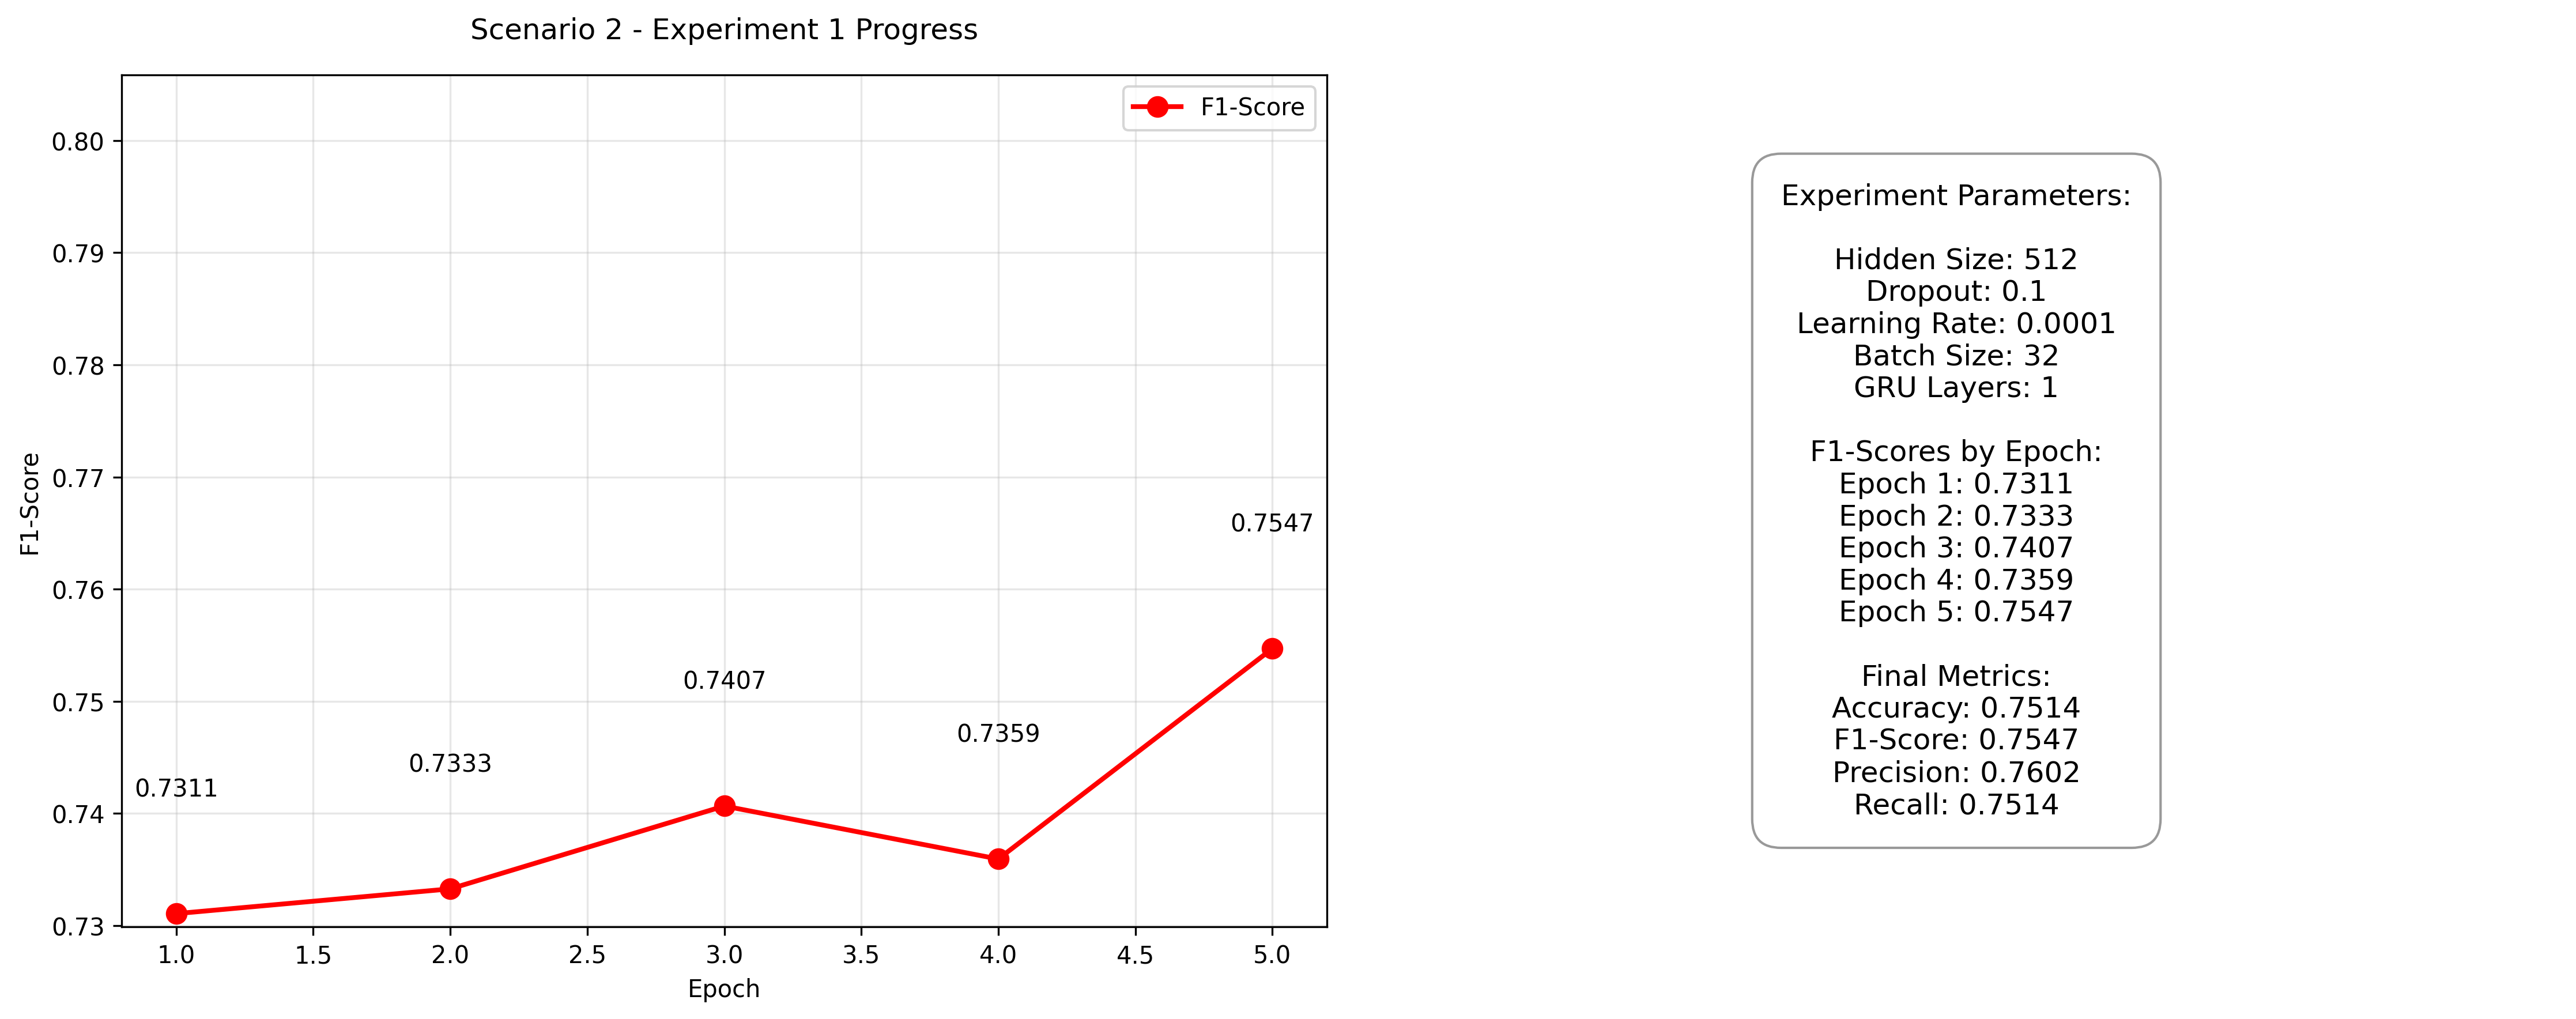 Scenario 2 - Experiment 1 Progress
F1-Score
0.80
0.79
0.78
0.77
0.76
0.75
0.74
0.73
F1-Score
0.7311
0.7333
0.7407
0.7359
0.7547
1.0 1.5 2.0 2.5 3.0 3.5 4.0 4.5 5.0
Epoch
Experiment Parameters:
Hidden Size: 512
Dropout: 0.1
Learning Rate: 0.0001
Batch Size: 32
GRU Layers: 1
F1-Scores by Epoch:
Epoch 1: 0.7311
Epoch 2: 0.7333
Epoch 3: 0.7407
Epoch 4: 0.7359
Epoch 5: 0.7547
Final Metrics:
Accuracy: 0.7514
F1-Score: 0.7547
Precision: 0.7602
Recall: 0.7514